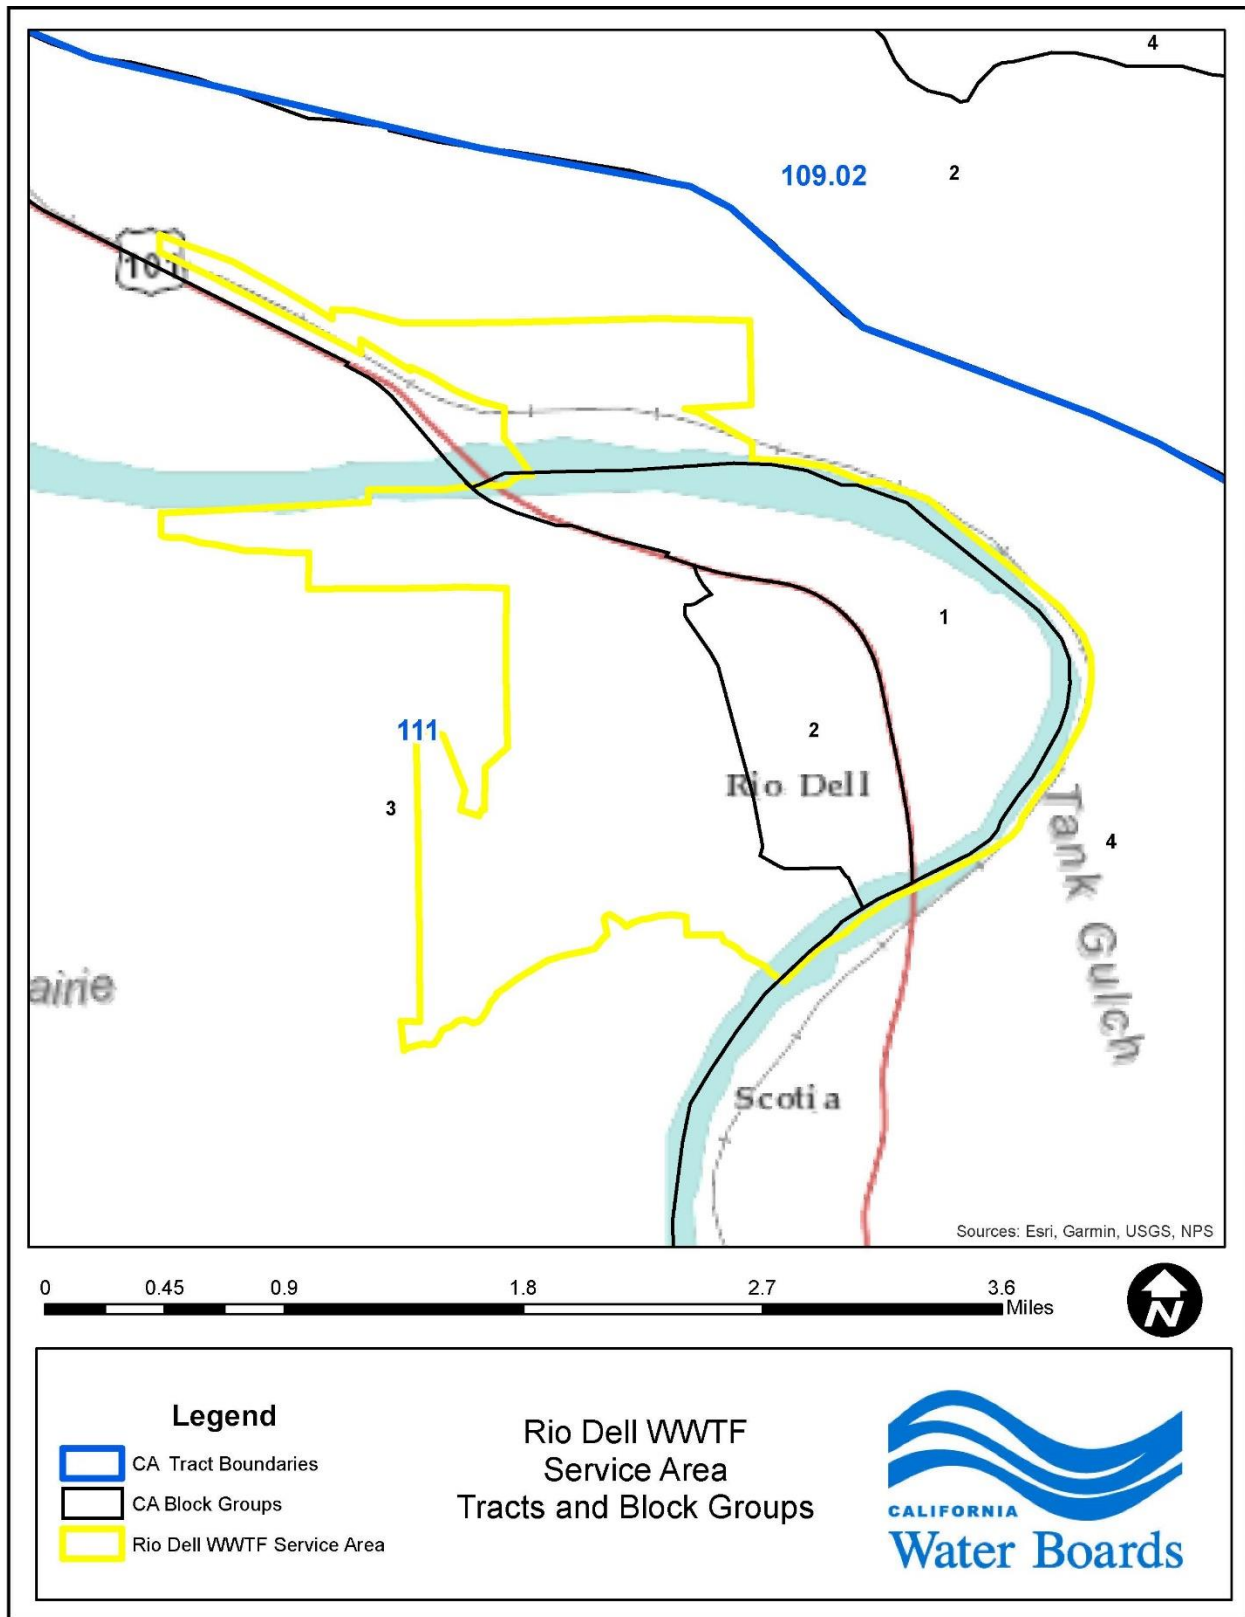 4
109.02
2
101
1
111
2
Rio Dell
3
Tank Gulch
4
airie
Scotia
Sources: Esri, Garmin, USGS, NPS
0 0.45 0.9 1.8 2.7 3.6
Miles
N
Legend
CA Tract Boundaries
CA Block Groups
Rio Dell WWTF Service Area
Rio Dell WWTF
Service Area
Tracts and Block Groups
CALIFORNIA
Water Boards